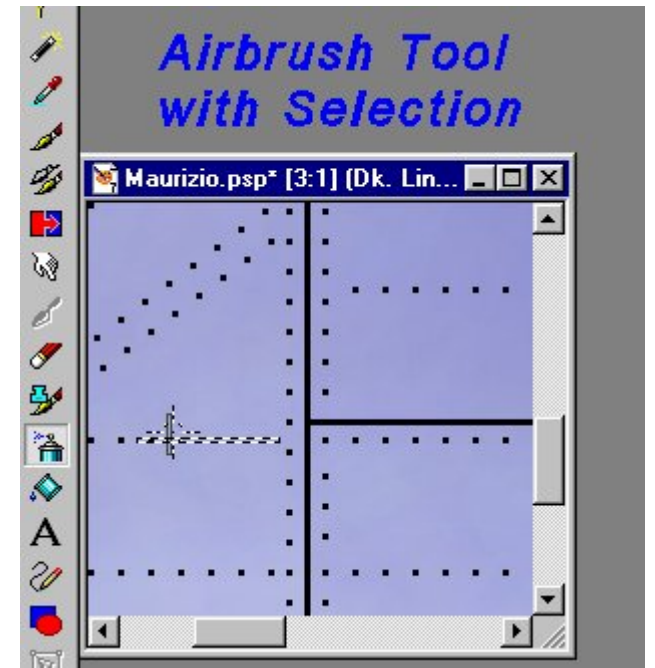 Airbrush Tool
with Selection
Maurizio.psp* [3:1] (Dk. Lin...
A